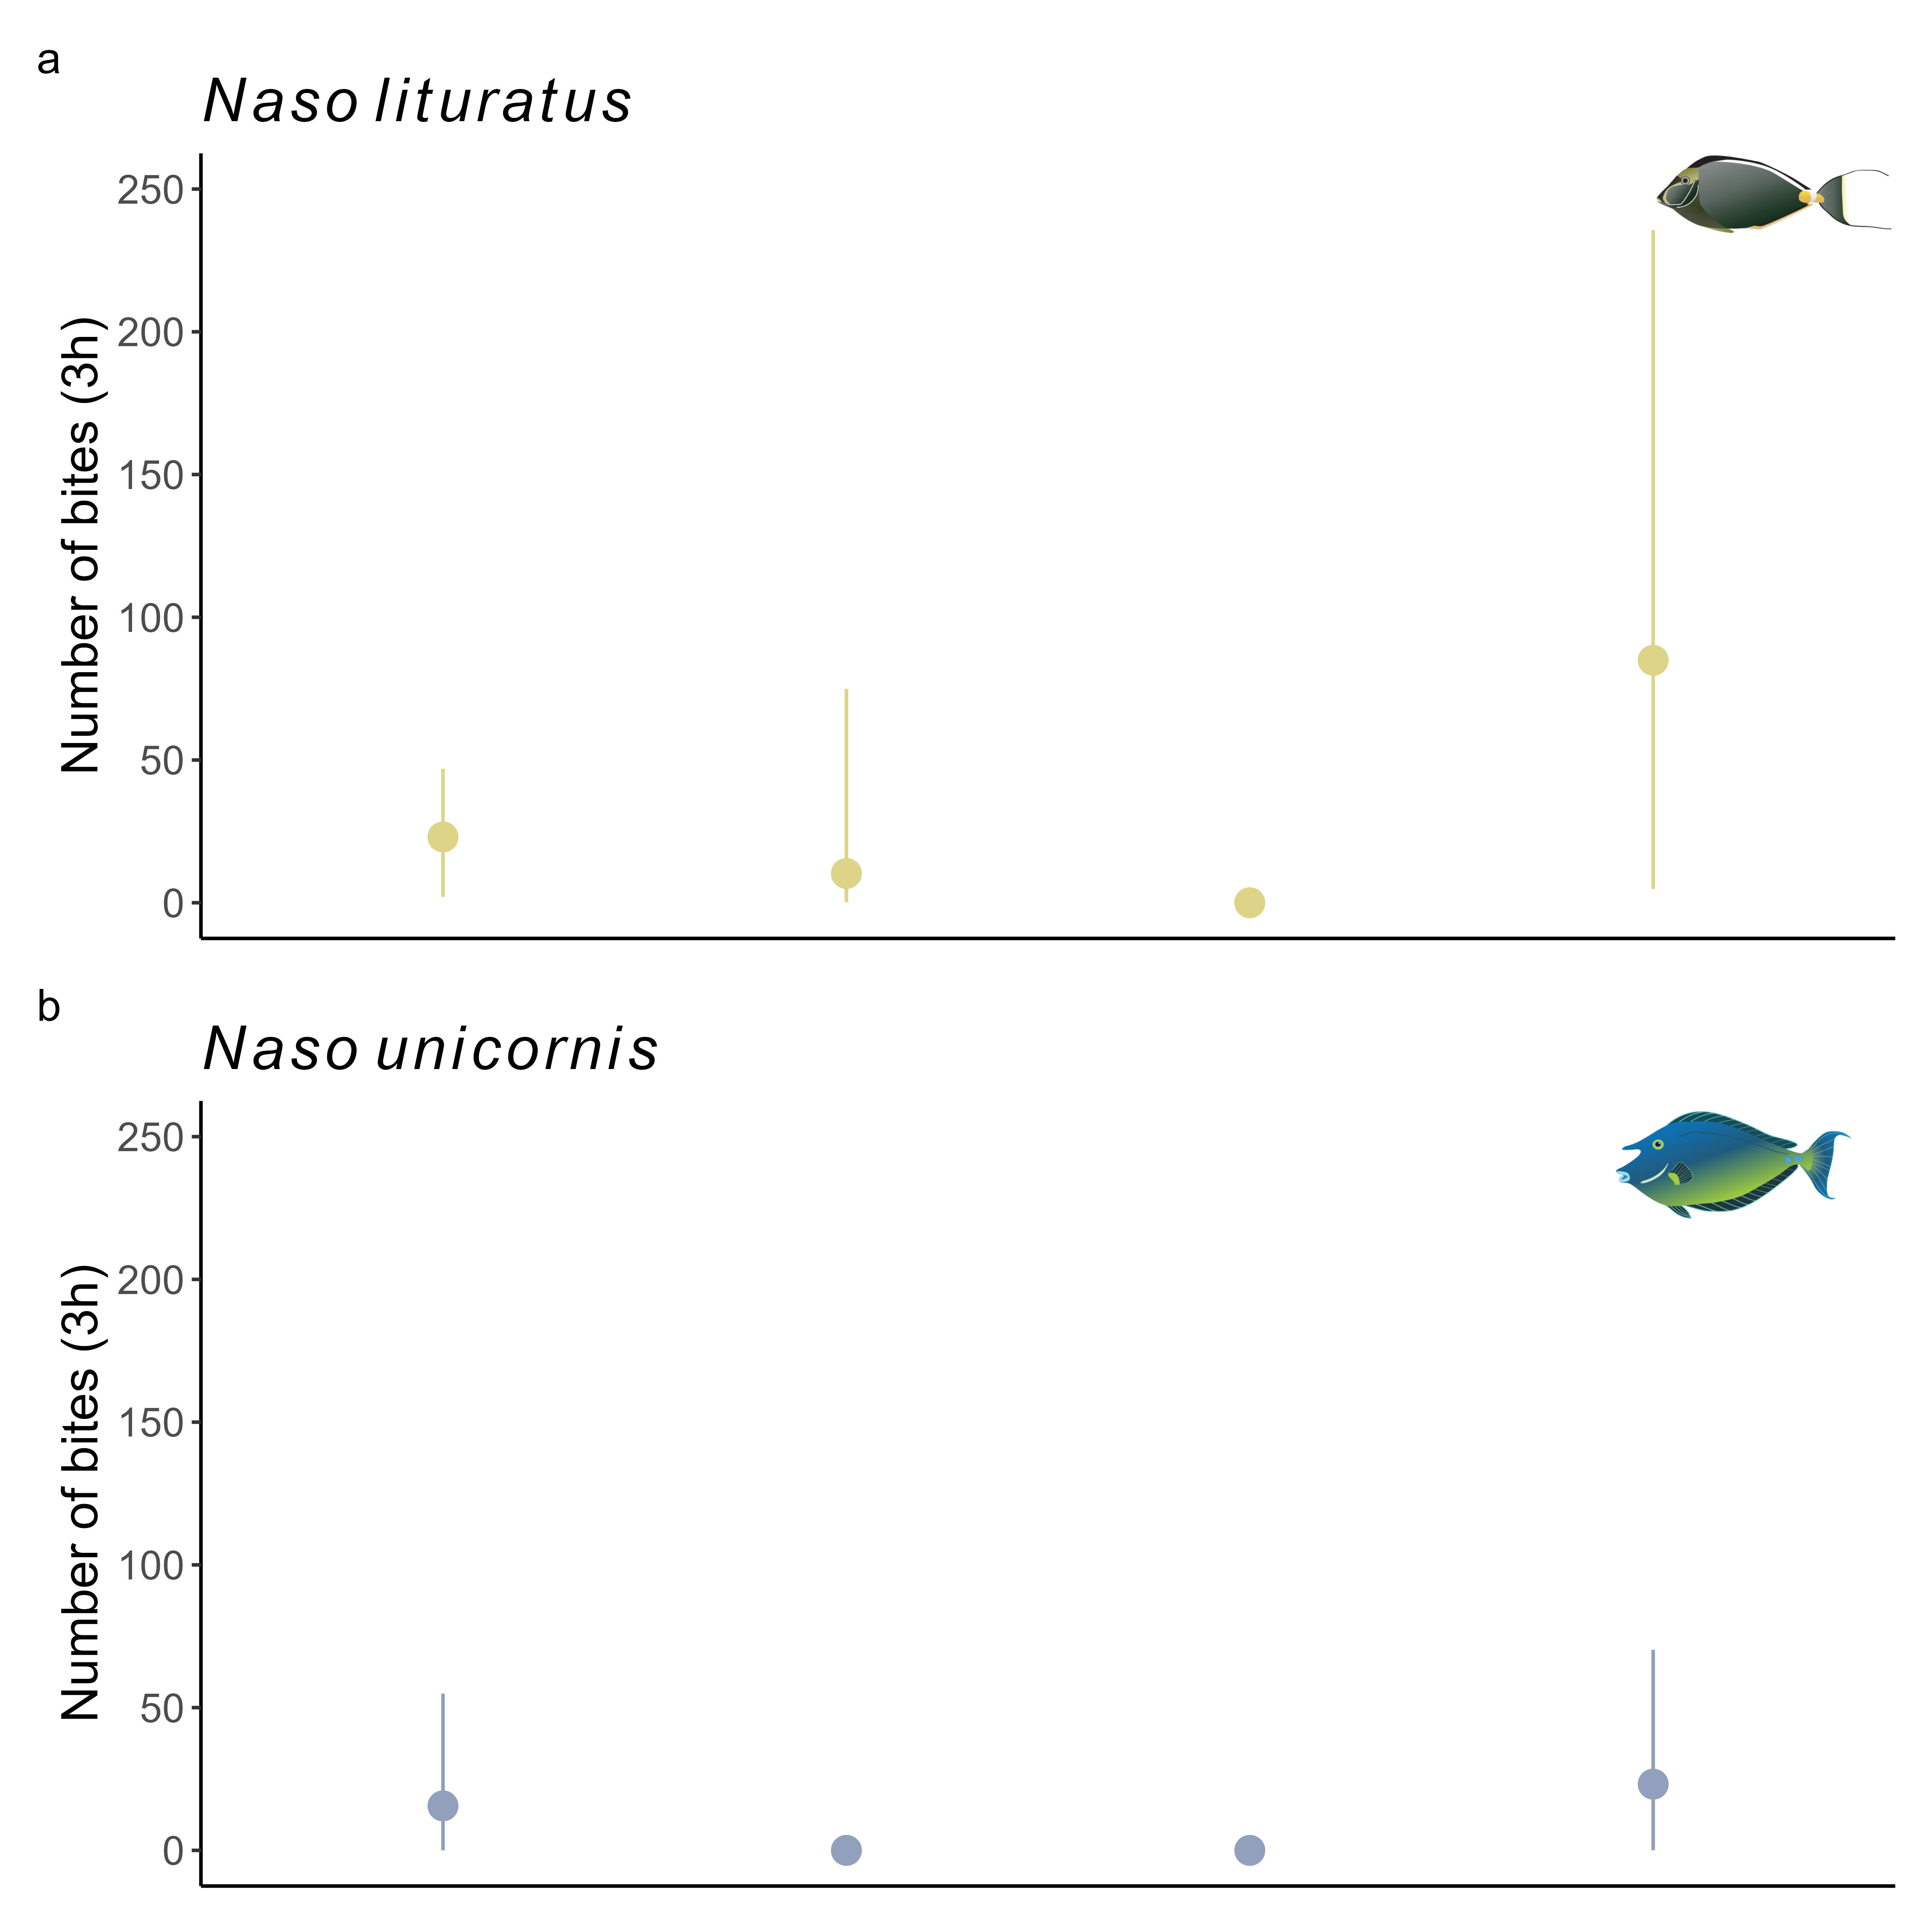 a
Naso lituratus
Number of bites (3h)
250
200
150
100
50
0
b
Naso unicornis
Number of bites (3h)
250
200
150
100
50
0